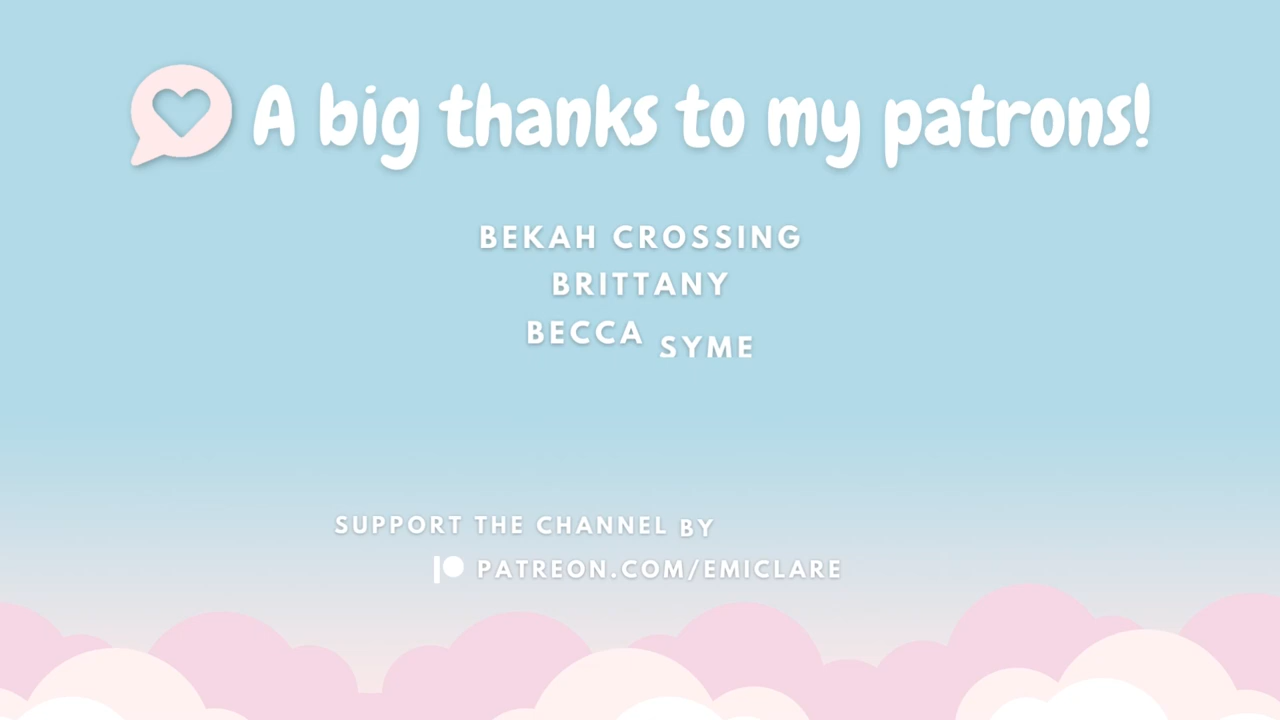 A big thanks to my patrons!
BEKAH CROSSING
BRITTANY
BECCA SYME
SUPPORT THE CHANNEL BY
PATREON.COM/EMICLARE